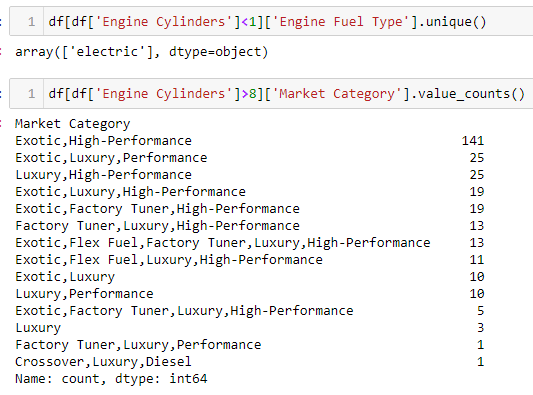 1 df[df['Engine Cylinders']<1]['Engine Fuel Type'].unique()
: array(['electric'], dtype=object)
: 1 df[df['Engine Cylinders']>8]['Market Category'].value_counts()
: Market Category
Exotic,High-Performance 141
Exotic,Luxury,Performance 25
Luxury,High-Performance 25
Exotic,Luxury,High-Performance 19
Exotic,Factory Tuner,High-Performance 19
Factory Tuner,Luxury,High-Performance 13
Exotic,Flex Fuel,Factory Tuner,Luxury,High-Performance 13
Exotic,Flex Fuel,Luxury,High-Performance 11
Exotic,Luxury 10
Luxury,Performance 10
Exotic,Factory Tuner,Luxury,High-Performance 5
Luxury 3
Factory Tuner,Luxury,Performance 1
Crossover,Luxury,Diesel 1
Name: count, dtype: int64